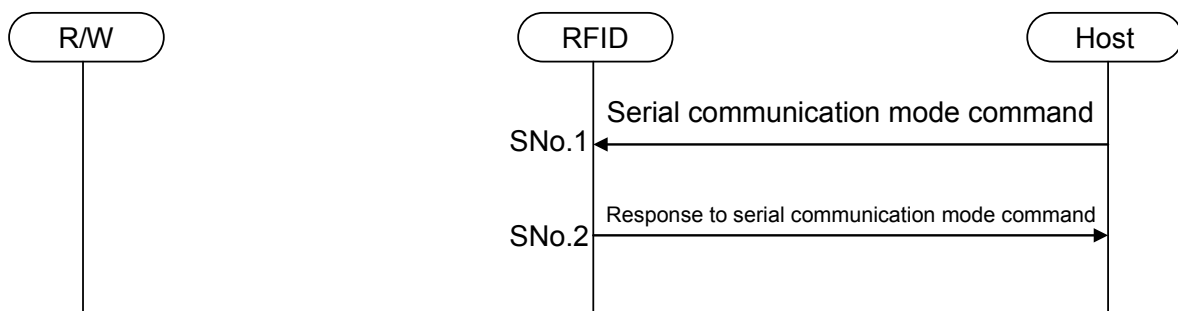 R/W
RFID
Host
Serial communication mode command
SNo.1
Response to serial communication mode command
SNo.2